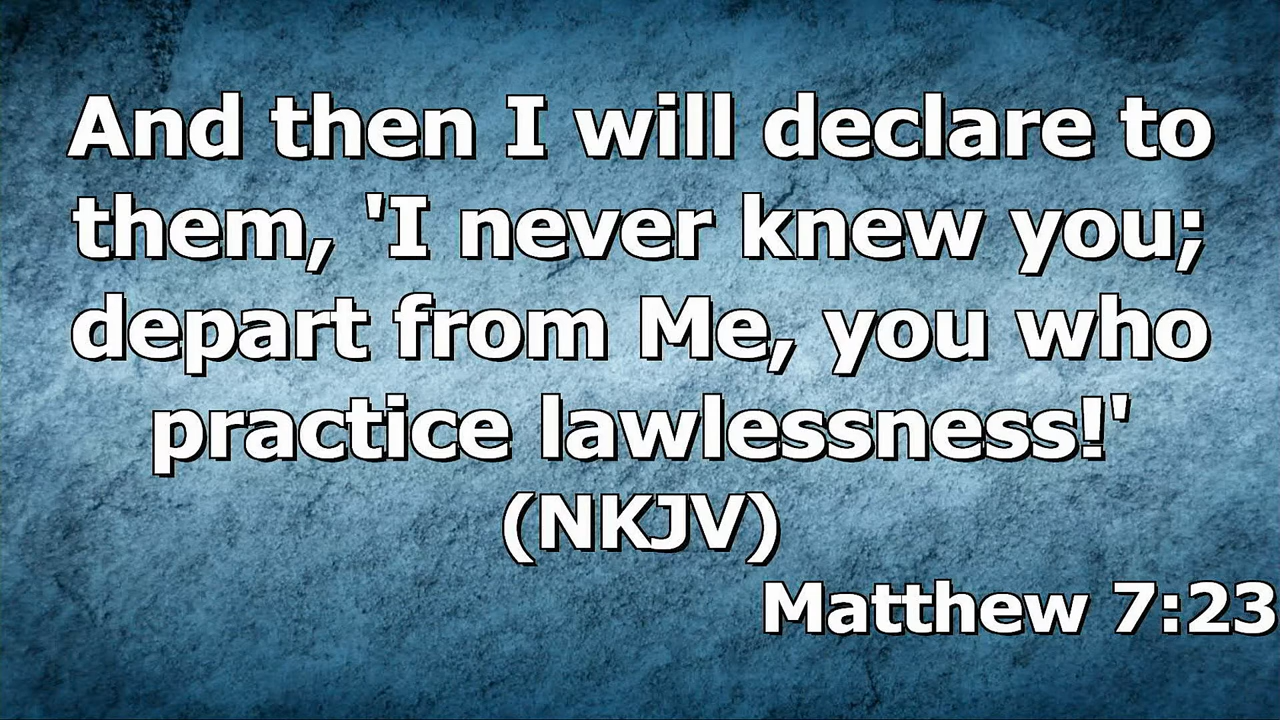 And then I will declare to
them, 'I never knew you;
depart from Me, you who
practice lawlessness!'
(NKJV)
Matthew 7:23